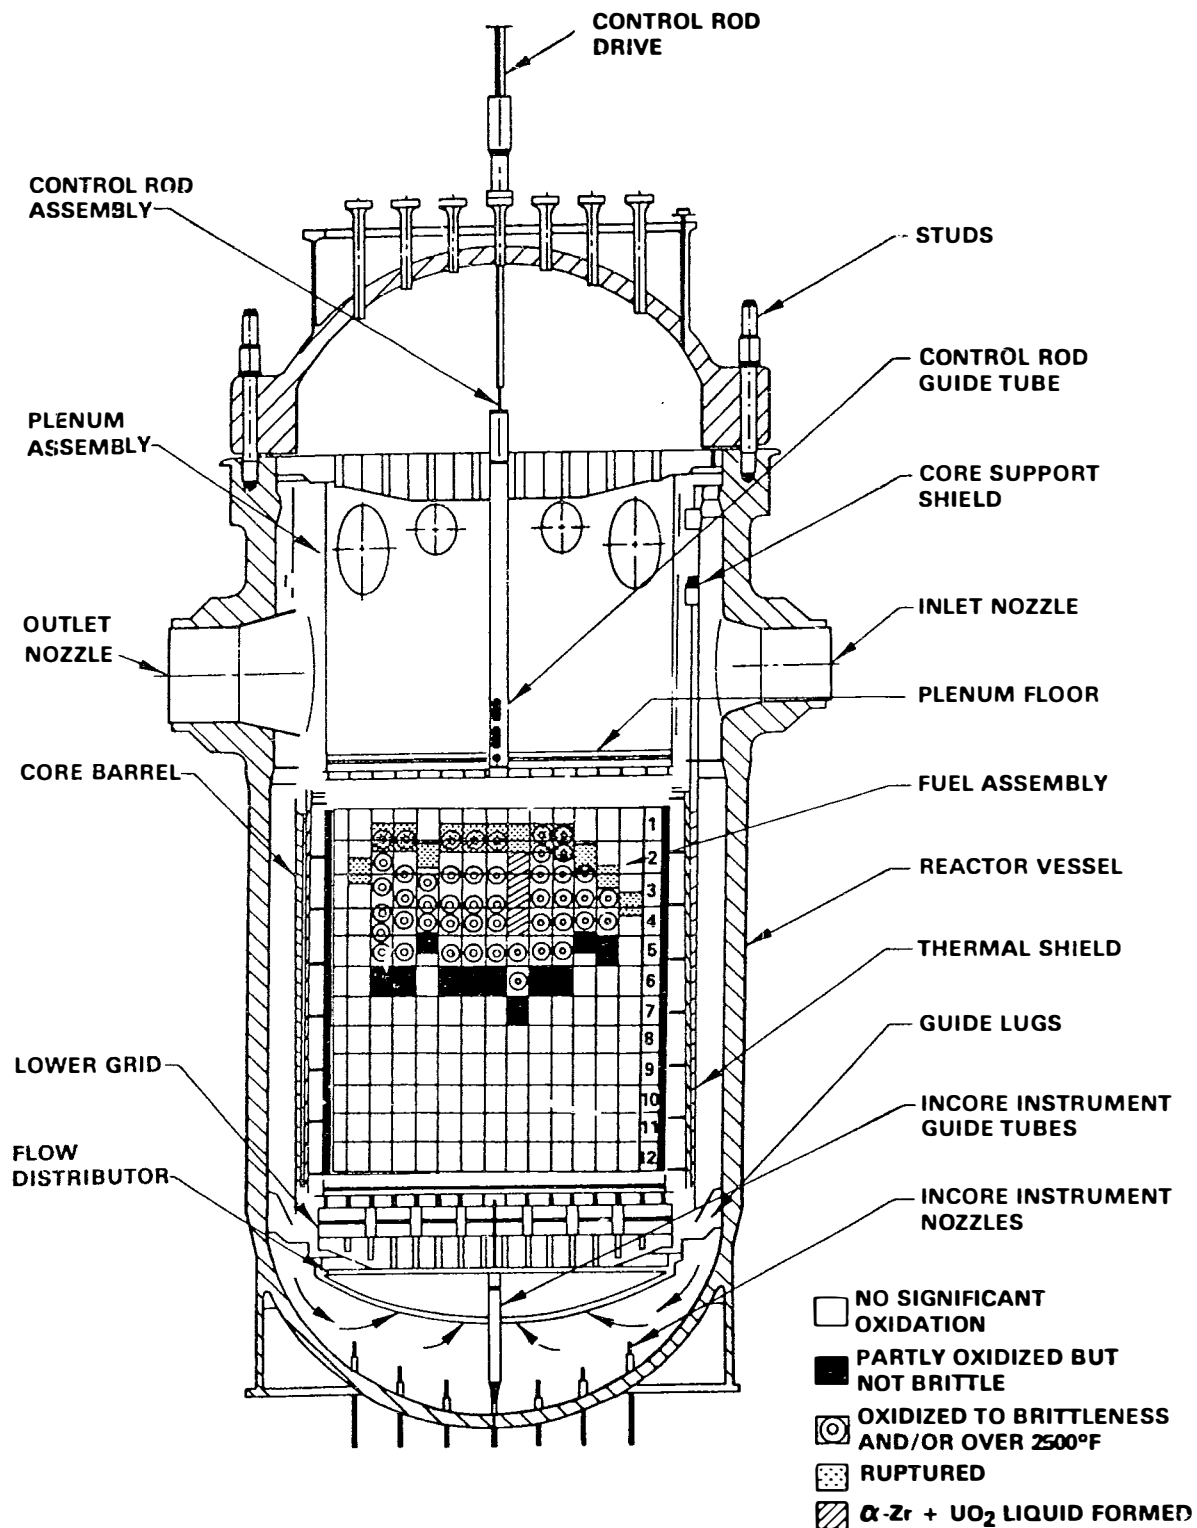 CONTROL ROD
DRIVE
CONTROL ROD
ASSEMBLY
STUDS
CONTROL ROD
GUIDE TUBE
PLENUM
ASSEMBLY
CORE SUPPORT
SHIELD
OUTLET
NOZZLE
INLET NOZZLE
PLENUM FLOOR
CORE BARREL
FUEL ASSEMBLY
REACTOR VESSEL
THERMAL SHIELD
GUIDE LUGS
LOWER GRID
INCORE INSTRUMENT
GUIDE TUBES
FLOW
DISTRIBUTOR
INCORE INSTRUMENT
NOZZLES
1
2
3
4
5
6
7
8
9
10
11
12
NO SIGNIFICANT
OXIDATION
PARTLY OXIDIZED BUT
NOT BRITTLE
OXIDIZED TO BRITTLENESS
AND/OR OVER 2500°F
RUPTURED
α-Zr + UO₂ LIQUID FORMED